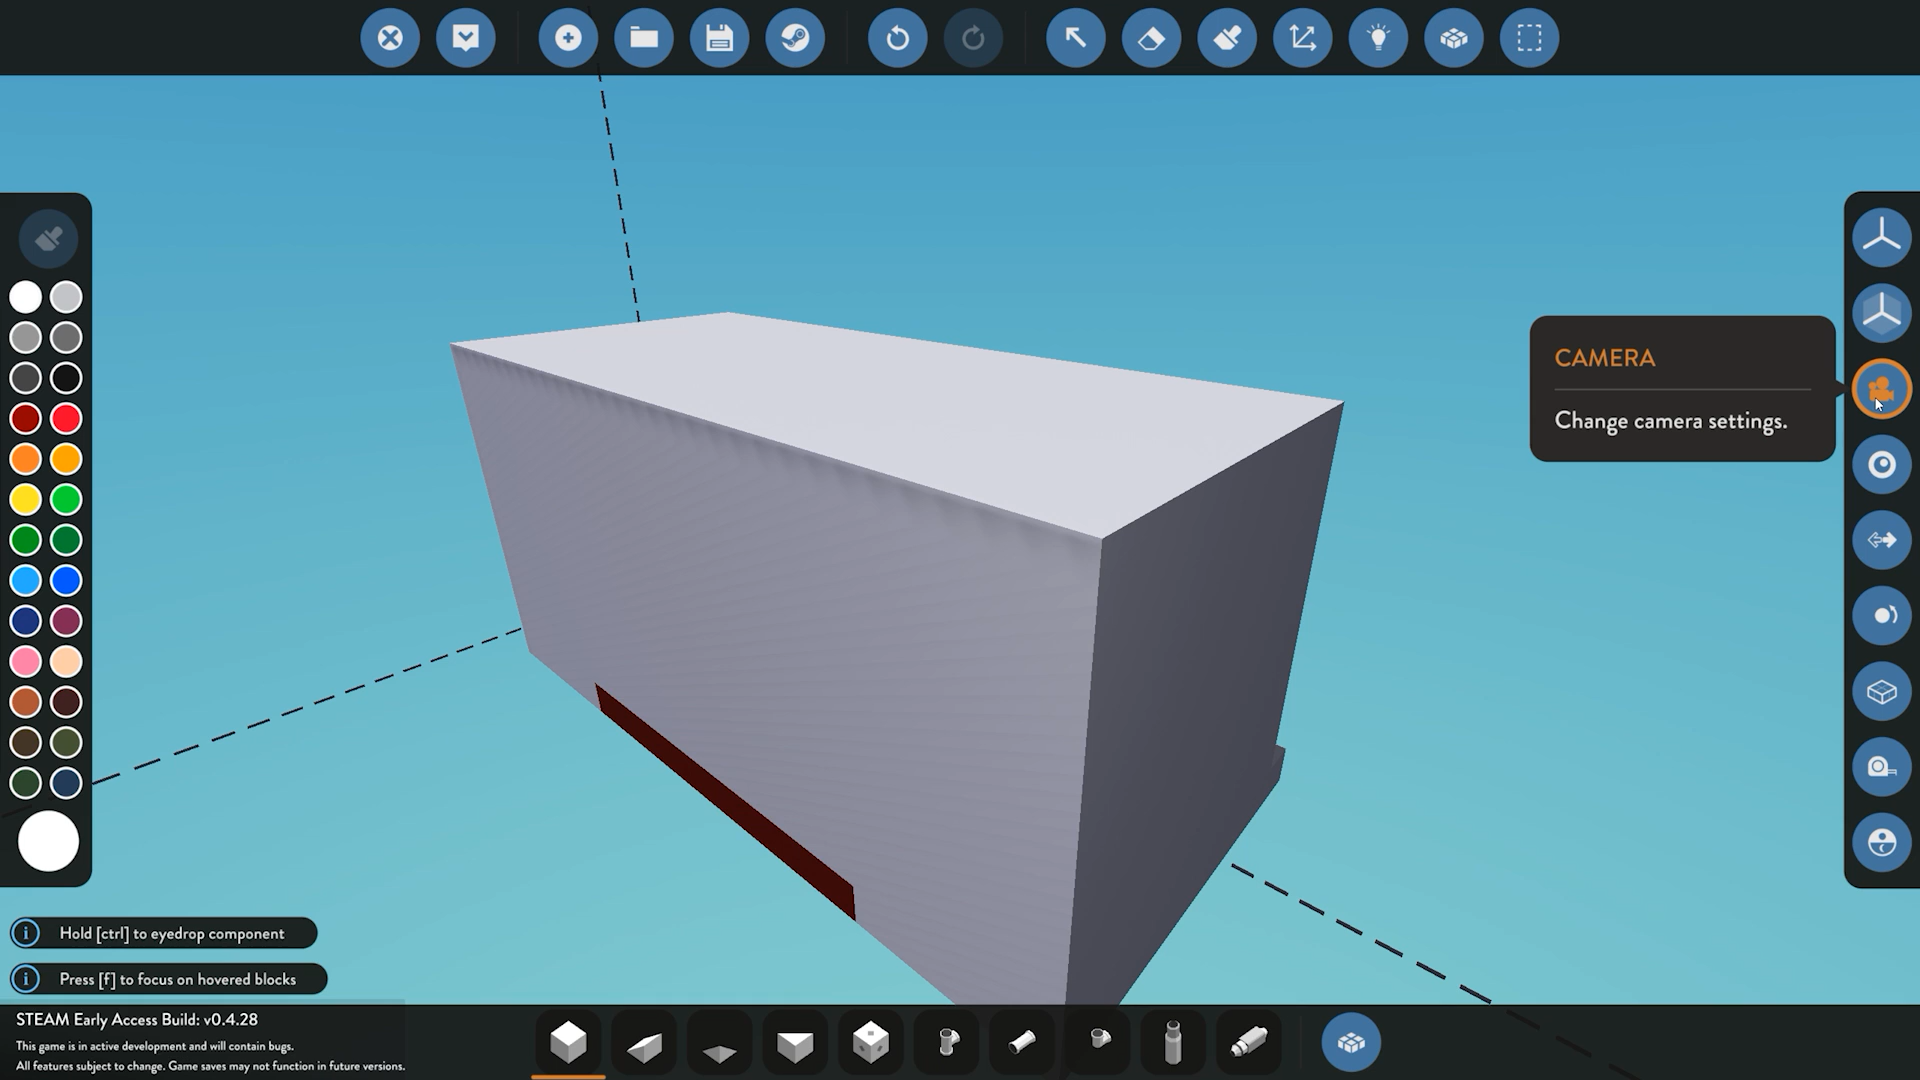 CAMERA
Change camera settings.
Hold [ctrl] to eyedrop component
Press [f] to focus on hovered blocks
STEAM Early Access Build: v0.4.28
This game is in active development and will contain bugs.
All features subject to change. Game saves may not function in future versions.